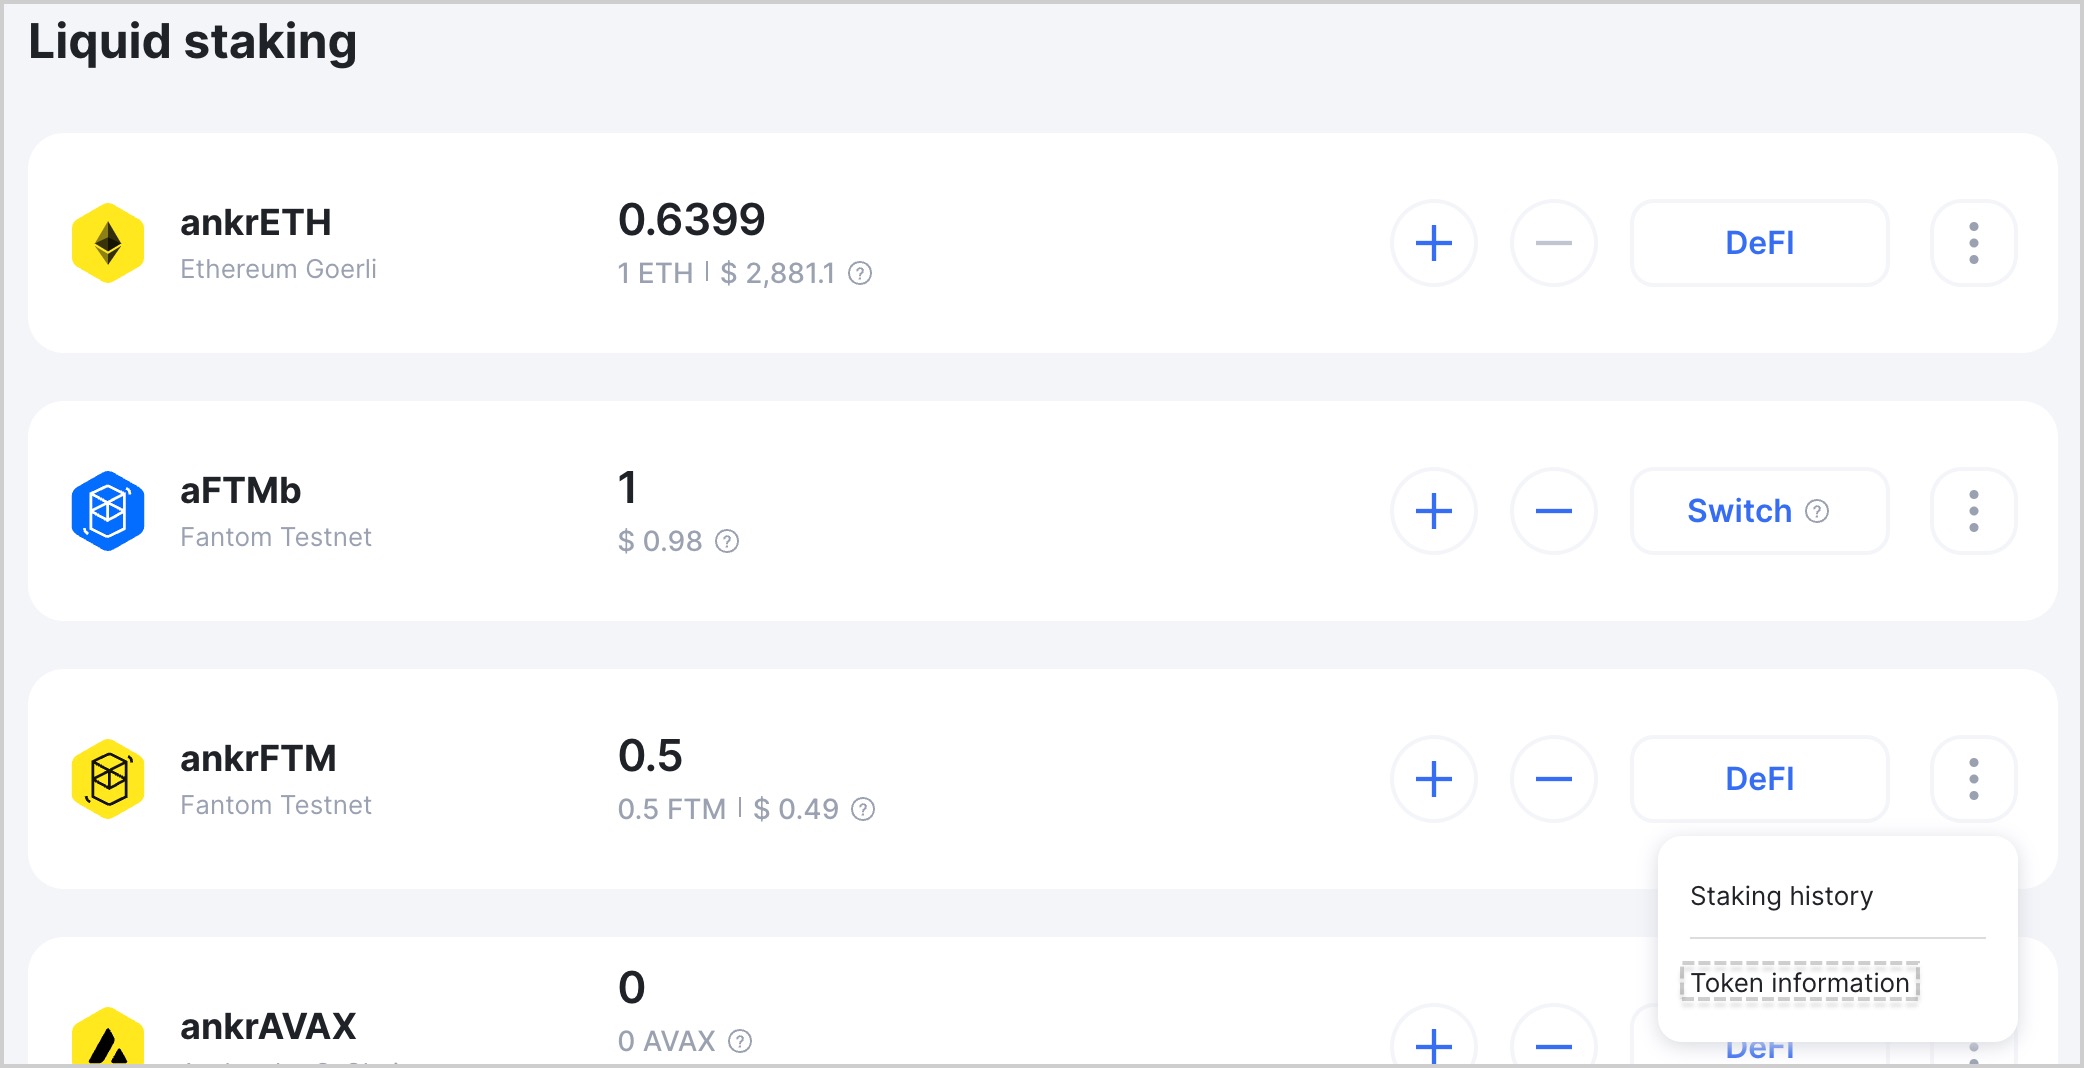 Liquid staking
ankrETH
Ethereum Goerli
0.6399
1 ETH | $ 2,881.1 ?
DeFI
aFTMb
Fantom Testnet
1
$ 0.98 ?
Switch ?
ankrFTM
Fantom Testnet
0.5
0.5 FTM | $ 0.49 ?
DeFI
Staking history
Token information
ankrAVAX
0
0 AVAX ?
DeFI